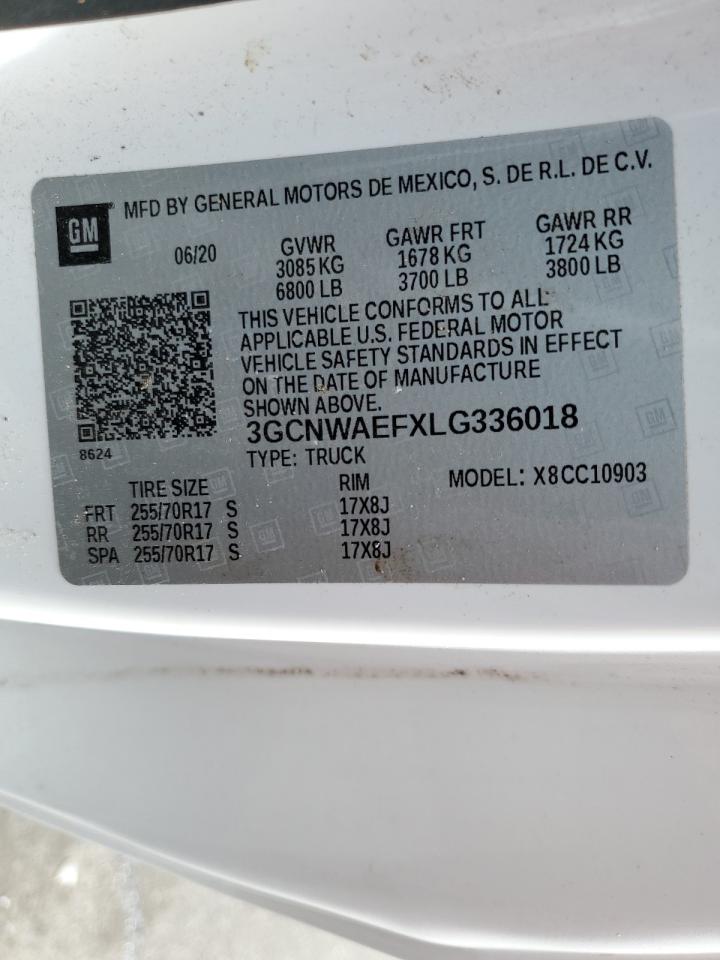 GM
MFD BY GENERAL MOTORS DE MEXICO, S. DE R.L. DE C.V.
06/20
GVWR
3085 KG
6800 LB
GAWR FRT
1678 KG
3700 LB
GAWR RR
1724 KG
3800 LB
THIS VEHICLE CONFORMS TO ALL
APPLICABLE U.S. FEDERAL MOTOR
VEHICLE SAFETY STANDARDS IN EFFECT
ON THE DATE OF MANUFACTURE
SHOWN ABOVE.
8624
3GCNWAEFXLG336018
TYPE: TRUCK
MODEL: X8CC10903
TIRE SIZE RIM
FRT 255/70R17 S 17X8J
RR 255/70R17 S 17X8J
SPA 255/70R17 S 17X8J